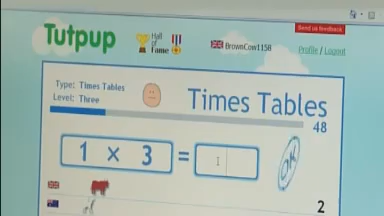 Send us feedback
Tutpup
Hall
of
Fame
BrownCow1158
Profile / Logout
Type: Times Tables
Level: Three
Times Tables
48
1 × 3 =
OK
2